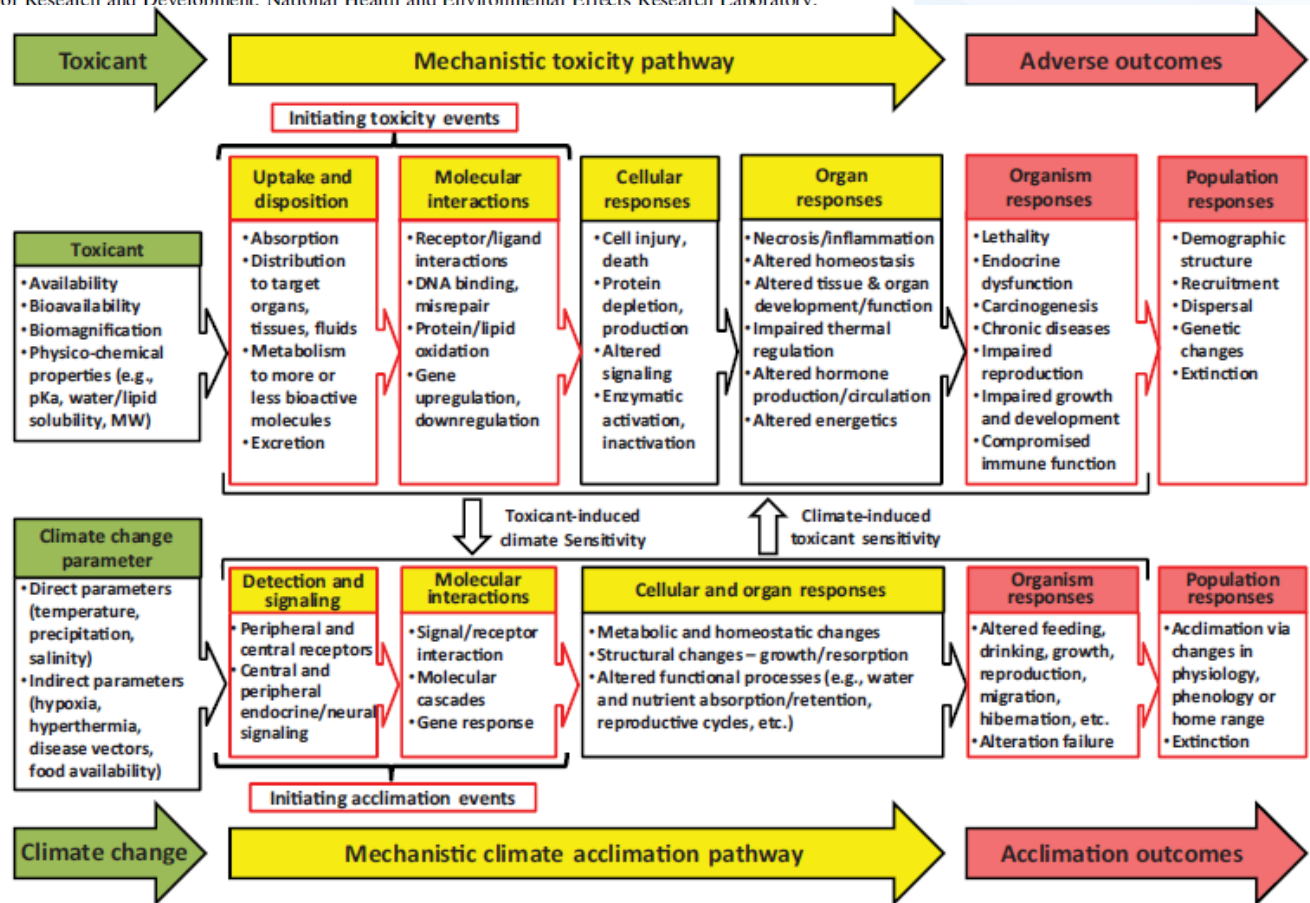 of Research and Development, National Health and Environmental Effects Research Laboratory,
Toxicant
Mechanistic toxicity pathway
Adverse outcomes
Initiating toxicity events
Toxicant
• Availability
• Bioavailability
• Biomagnification
• Physico-chemical
properties (e.g.,
pKa, water/lipid
solubility, MW)
Uptake and
disposition
• Absorption
• Distribution
to target
organs,
tissues, fluids
• Metabolism
to more or
less bioactive
molecules
• Excretion
Molecular
interactions
• Receptor/ligand
interactions
• DNA binding,
misrepair
• Protein/lipid
oxidation
• Gene
upregulation,
downregulation
Cellular
responses
• Cell injury,
death
• Protein
depletion,
production
• Altered
signaling
• Enzymatic
activation,
inactivation
Organ
responses
• Necrosis/inflammation
• Altered homeostasis
• Altered tissue & organ
development/function
• Impaired thermal
regulation
• Altered hormone
production/circulation
• Altered energetics
Organism
responses
• Lethality
• Endocrine
dysfunction
• Carcinogenesis
• Chronic diseases
• Impaired
reproduction
• Impaired growth
and development
• Compromised
immune function
Population
responses
• Demographic
structure
• Recruitment
• Dispersal
• Genetic
changes
• Extinction
Toxicant-induced
climate Sensitivity
Climate-induced
toxicant sensitivity
Climate change
parameter
• Direct parameters
(temperature,
precipitation,
salinity)
• Indirect parameters
(hypoxia,
hyperthermia,
disease vectors,
food availability)
Detection and
signaling
• Peripheral and
central receptors
• Central and
peripheral
endocrine/neural
signaling
Molecular
interactions
• Signal/receptor
interaction
• Molecular
cascades
• Gene response
Cellular and organ responses
• Metabolic and homeostatic changes
• Structural changes – growth/resorption
• Altered functional processes (e.g., water
and nutrient absorption/retention,
reproductive cycles, etc.)
Organism
responses
• Altered feeding,
drinking, growth,
reproduction,
migration,
hibernation, etc.
• Alteration failure
Population
responses
• Acclimation via
changes in
physiology,
phenology or
home range
• Extinction
Initiating acclimation events
Climate change
Mechanistic climate acclimation pathway
Acclimation outcomes